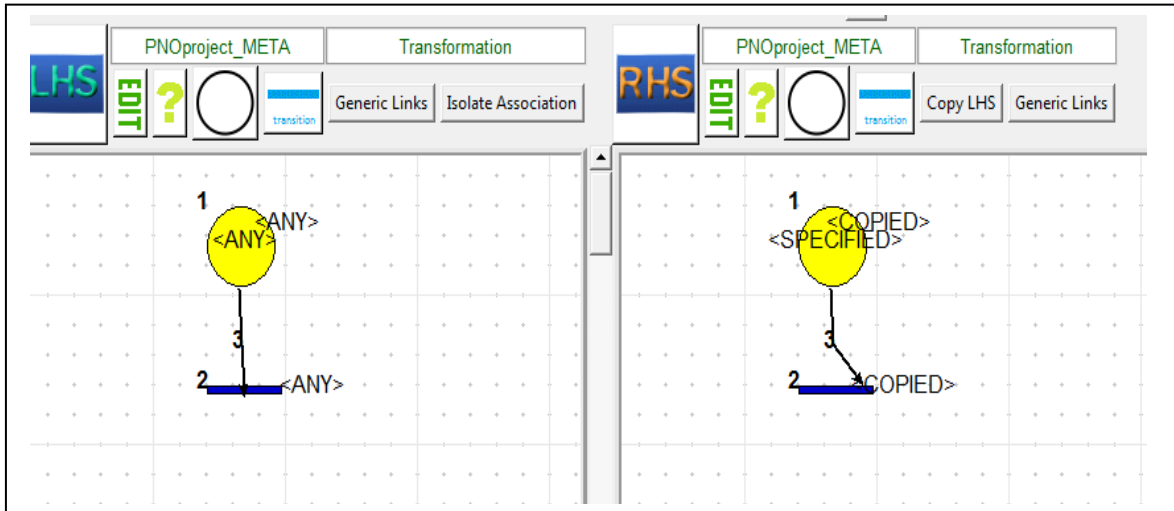 LHS
PNOproject_META
Transformation
EDIT
?
transition
Generic Links
Isolate Association
1
<ANY>
<ANY>
3
2
<ANY>
RHS
PNOproject_META
Transformation
EDIT
?
transition
Copy LHS
Generic Links
1
<COPIED>
<SPECIFIED>
3
2
<COPIED>